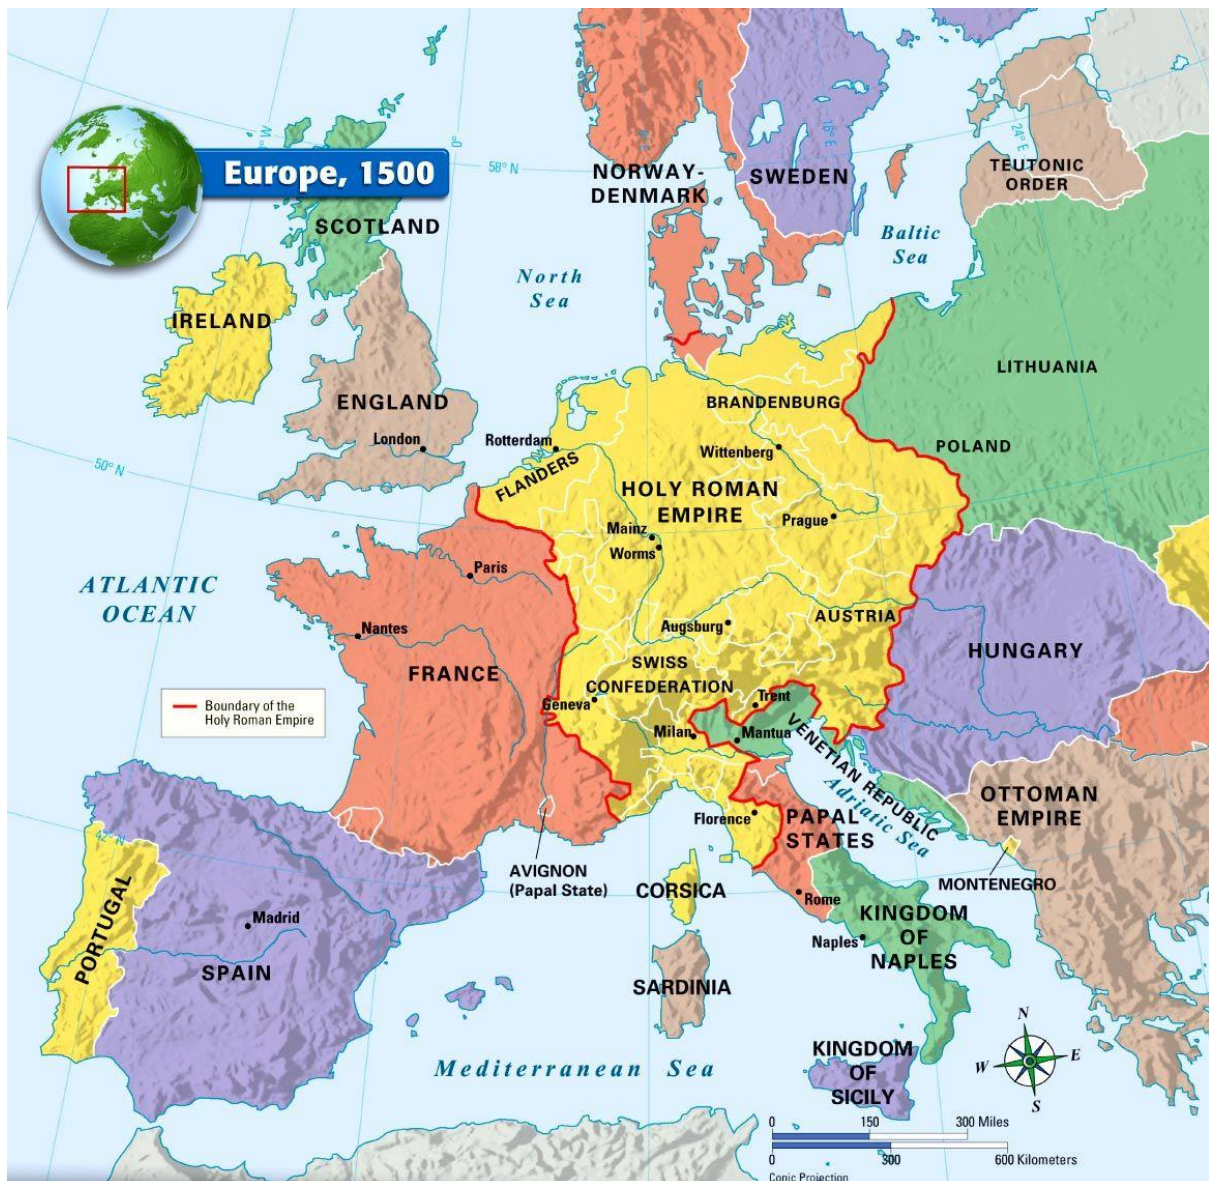 Europe, 1500
NORWAY-
DENMARK
SWEDEN
TEUTONIC
ORDER
58° N
16° E
24° E
0°
W
SCOTLAND
North
Sea
Baltic
Sea
IRELAND
ENGLAND
London
LITHUANIA
POLAND
BRANDENBURG
Rotterdam
FLANDERS
Wittenberg
HOLY ROMAN
EMPIRE
Prague
Mainz
Worms
50° N
Paris
ATLANTIC
OCEAN
Nantes
FRANCE
Augsburg
AUSTRIA
HUNGARY
SWISS
CONFEDERATION
Geneva
Trent
Milan
Mantua
VENETIAN REPUBLIC
Adriatic Sea
Boundary of the
Holy Roman Empire
OTTOMAN
EMPIRE
Florence
PAPAL
STATES
MONTENEGRO
AVIGNON
(Papal State)
CORSICA
Rome
KINGDOM
OF
NAPLES
Naples
PORTUGAL
Madrid
SPAIN
SARDINIA
Mediterranean Sea
KINGDOM
OF
SICILY
N
W
E
S
0 150 300 Miles
0 300 600 Kilometers
Conic Projection